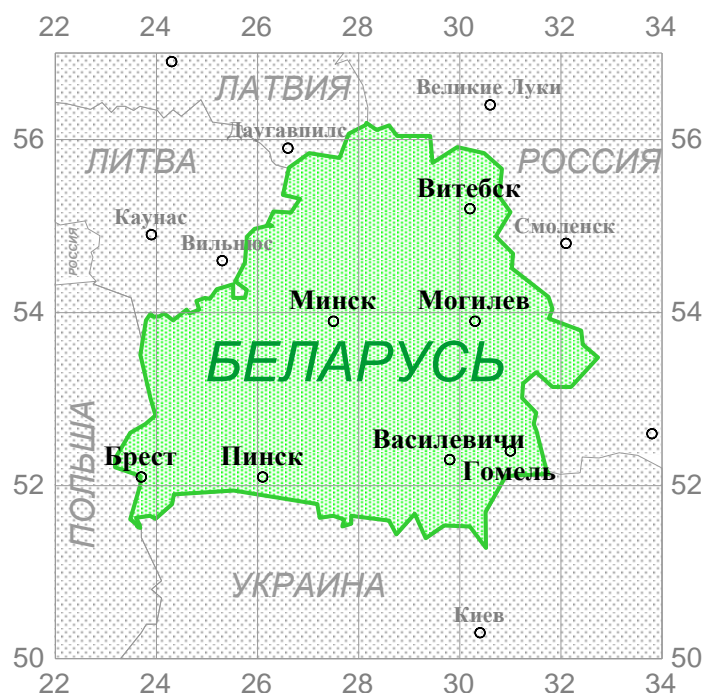 22 24 26 28 30 32 34
ЛАТВИЯ
Великие Луки
Даугавпилс
56 56
ЛИТВА
РОССИЯ
Витебск
Каунас
Смоленск
Вильнюс
РОССИЯ
Минск
Могилев
54 54
БЕЛАРУСЬ
ПОЛЬША
Василевичи
Брест
Пинск
Гомель
52 52
УКРАИНА
Киев
50 50
22 24 26 28 30 32 34